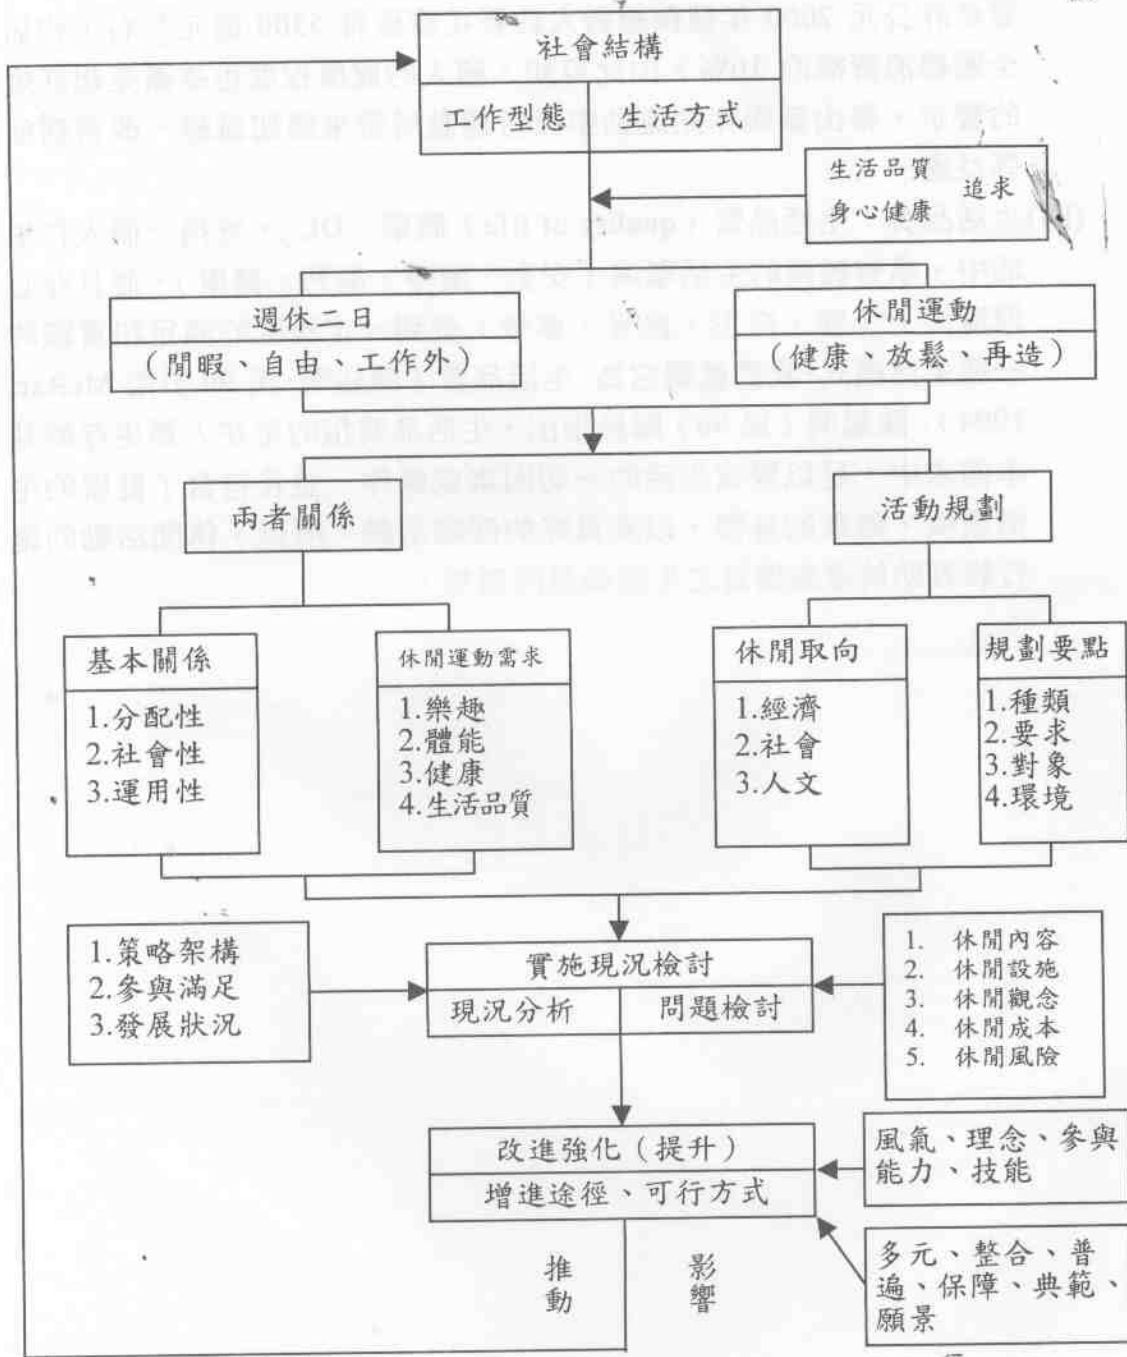 社會結構
工作型態 生活方式
生活品質
身心健康
追求
週休二日
（閒暇、自由、工作外）
休閒運動
（健康、放鬆、再造）
兩者關係
活動規劃
基本關係
1.分配性
2.社會性
3.運用性
休閒運動需求
1.樂趣
2.體能
3.健康
4.生活品質
休閒取向
1.經濟
2.社會
3.人文
規劃要點
1.種類
2.要求
3.對象
4.環境
1.策略架構
2.參與滿足
3.發展狀況
實施現況檢討
現況分析 問題檢討
1. 休閒內容
2. 休閒設施
3. 休閒觀念
4. 休閒成本
5. 休閒風險
改進強化（提升）
增進途徑、可行方式
風氣、理念、參與
能力、技能
多元、整合、普
遍、保障、典範、
願景
推動
影響